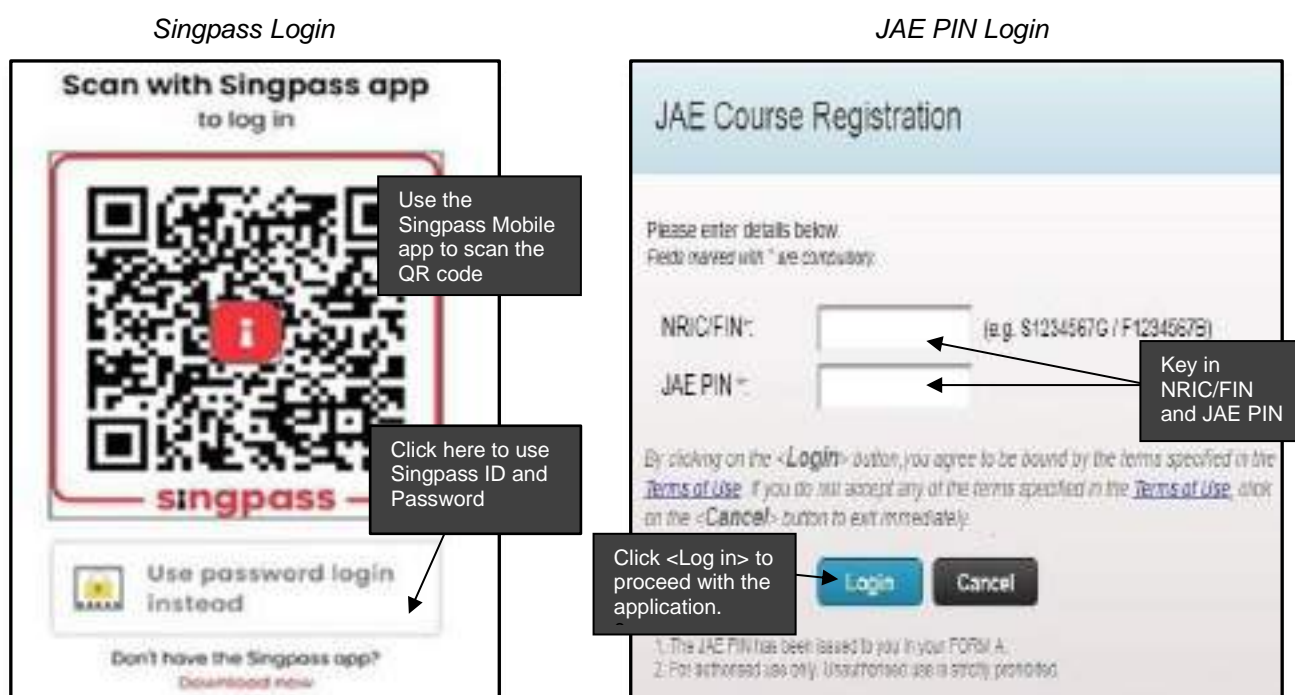 Singpass Login
Scan with Singpass app
to log in
Use the
Singpass Mobile
app to scan the
QR code
Click here to use
Singpass ID and
Password
singpass
Use password login
instead
Don't have the Singpass app?
Download now
JAE PIN Login
JAE Course Registration
Please enter details below.
Fields marked with * are compulsory.
NRIC/FIN*:
(e.g. S1234567G / F1234567B)
JAE PIN *:
Key in
NRIC/FIN
and JAE PIN
By clicking on the <Login> button, you agree to be bound by the terms specified in the
Terms of Use. If you do not accept any of the terms specified in the Terms of Use, click
on the <Cancel> button to exit immediately.
Click <Log in> to
proceed with the
application.
Login
Cancel
1. The JAE PIN has been issued to you in your FORM A.
2. For authorised use only. Unauthorised use is strictly prohibited.